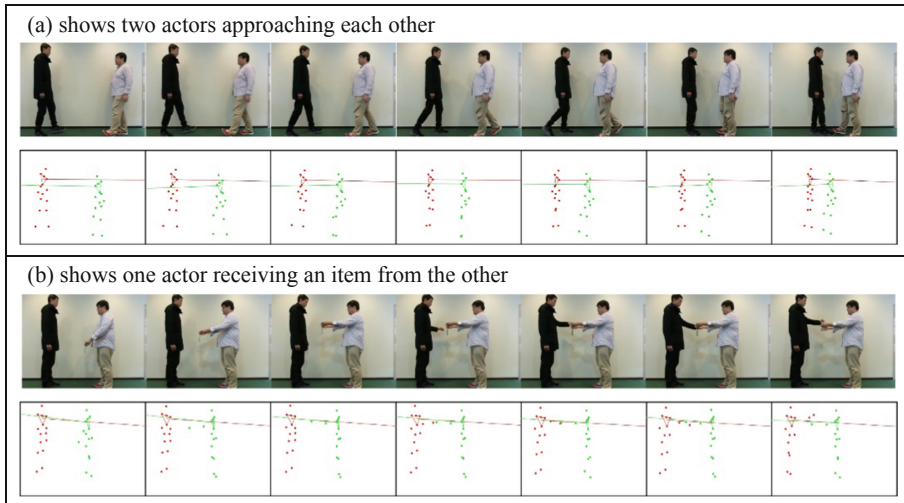 (a) shows two actors approaching each other
(b) shows one actor receiving an item from the other